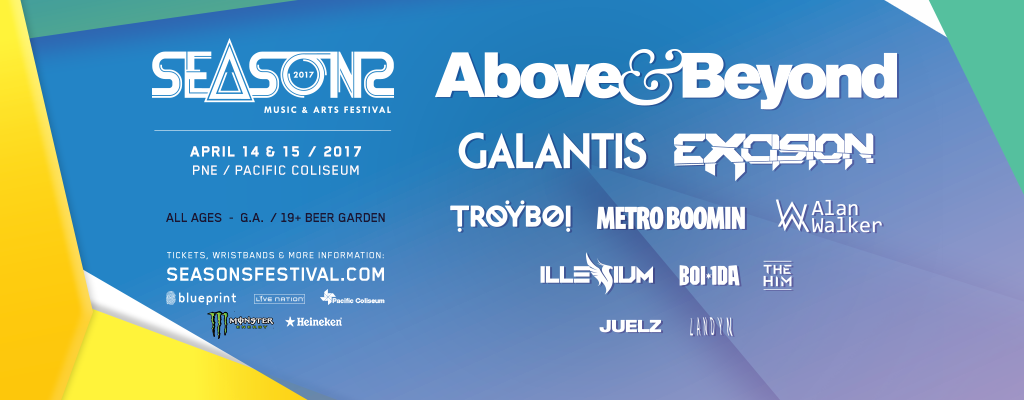 SEASONS
2017
MUSIC & ARTS FESTIVAL
APRIL 14 & 15 / 2017
PNE / PACIFIC COLISEUM
ALL AGES - G.A. / 19+ BEER GARDEN
TICKETS, WRISTBANDS & MORE INFORMATION:
SEASONSFESTIVAL.COM
blueprint LIVE NATION Pacific Coliseum
MONSTER ENERGY Heineken
Above & Beyond
GALANTIS EXCISION
TRØYBØI METRO BOOMIN Alan Walker
ILLENIUM BOI-1DA THE HIM
JUELZ LANDYN